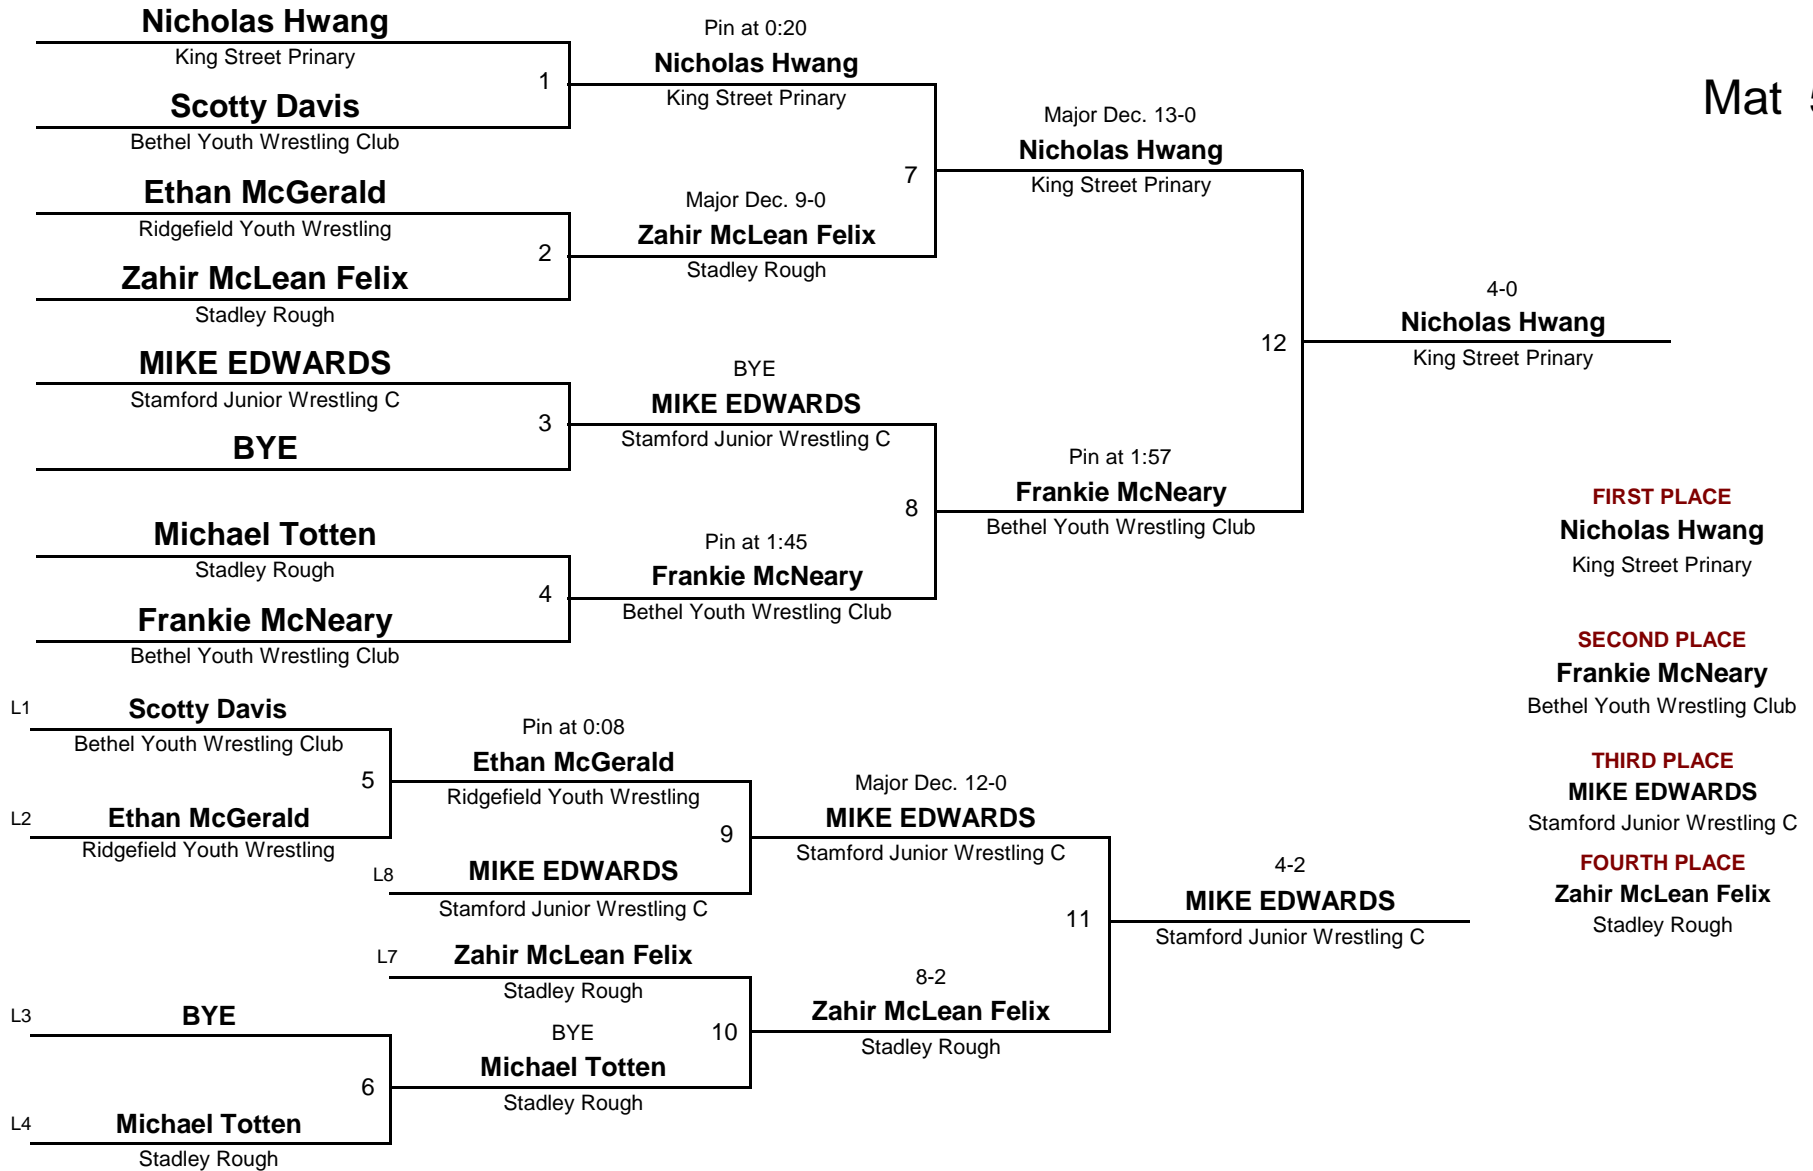 Nicholas Hwang
King Street Prinary
1
Scotty Davis
Bethel Youth Wrestling Club
Ethan McGerald
Ridgefield Youth Wrestling
2
Zahir McLean Felix
Stadley Rough
MIKE EDWARDS
Stamford Junior Wrestling C
3
BYE
Michael Totten
Stadley Rough
4
Frankie McNeary
Bethel Youth Wrestling Club
Pin at 0:20
Nicholas Hwang
King Street Prinary
7
Major Dec. 9-0
Zahir McLean Felix
Stadley Rough
BYE
MIKE EDWARDS
Stamford Junior Wrestling C
8
Pin at 1:45
Frankie McNeary
Bethel Youth Wrestling Club
Major Dec. 13-0
Nicholas Hwang
King Street Prinary
12
Pin at 1:57
Frankie McNeary
Bethel Youth Wrestling Club
4-0
Nicholas Hwang
King Street Prinary
Mat 5
FIRST PLACE
Nicholas Hwang
King Street Prinary
SECOND PLACE
Frankie McNeary
Bethel Youth Wrestling Club
THIRD PLACE
MIKE EDWARDS
Stamford Junior Wrestling C
FOURTH PLACE
Zahir McLean Felix
Stadley Rough
L1 Scotty Davis
Bethel Youth Wrestling Club
5
L2 Ethan McGerald
Ridgefield Youth Wrestling
L3 BYE
6
L4 Michael Totten
Stadley Rough
Pin at 0:08
Ethan McGerald
Ridgefield Youth Wrestling
9
L8 MIKE EDWARDS
Stamford Junior Wrestling C
L7 Zahir McLean Felix
Stadley Rough
BYE 10
Michael Totten
Stadley Rough
Major Dec. 12-0
MIKE EDWARDS
Stamford Junior Wrestling C
11
8-2
Zahir McLean Felix
Stadley Rough
4-2
MIKE EDWARDS
Stamford Junior Wrestling C